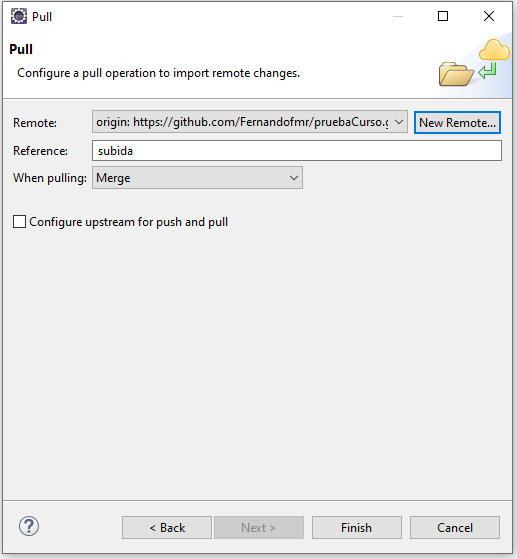 Pull
Pull
Configure a pull operation to import remote changes.
Remote: origin: https://github.com/Fernandofmr/pruebaCurso.g New Remote...
Reference: subida
When pulling: Merge
Configure upstream for push and pull
? < Back Next > Finish Cancel